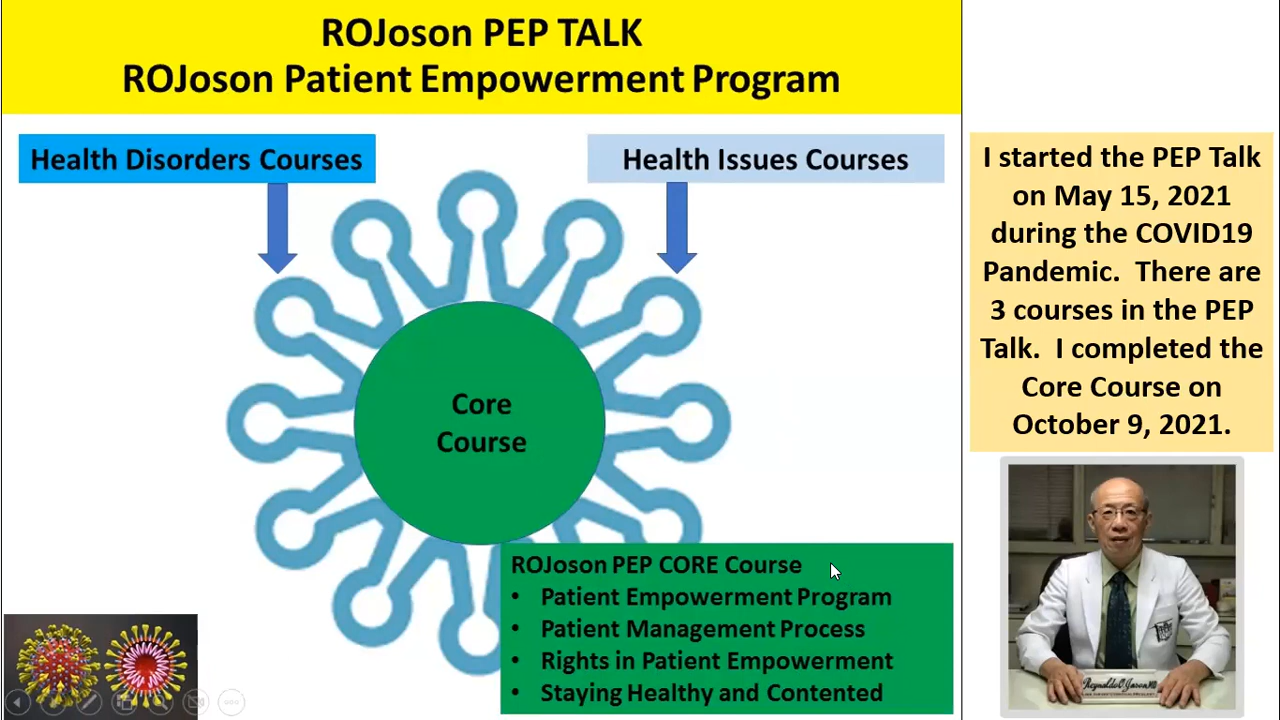 ROJoson PEP TALK
ROJoson Patient Empowerment Program
Health Disorders Courses
Health Issues Courses
Core
Course
ROJoson PEP CORE Course
• Patient Empowerment Program
• Patient Management Process
• Rights in Patient Empowerment
• Staying Healthy and Contented
I started the PEP Talk
on May 15, 2021
during the COVID19
Pandemic. There are
3 courses in the PEP
Talk. I completed the
Core Course on
October 9, 2021.
Reynaldo O. Joson, MD